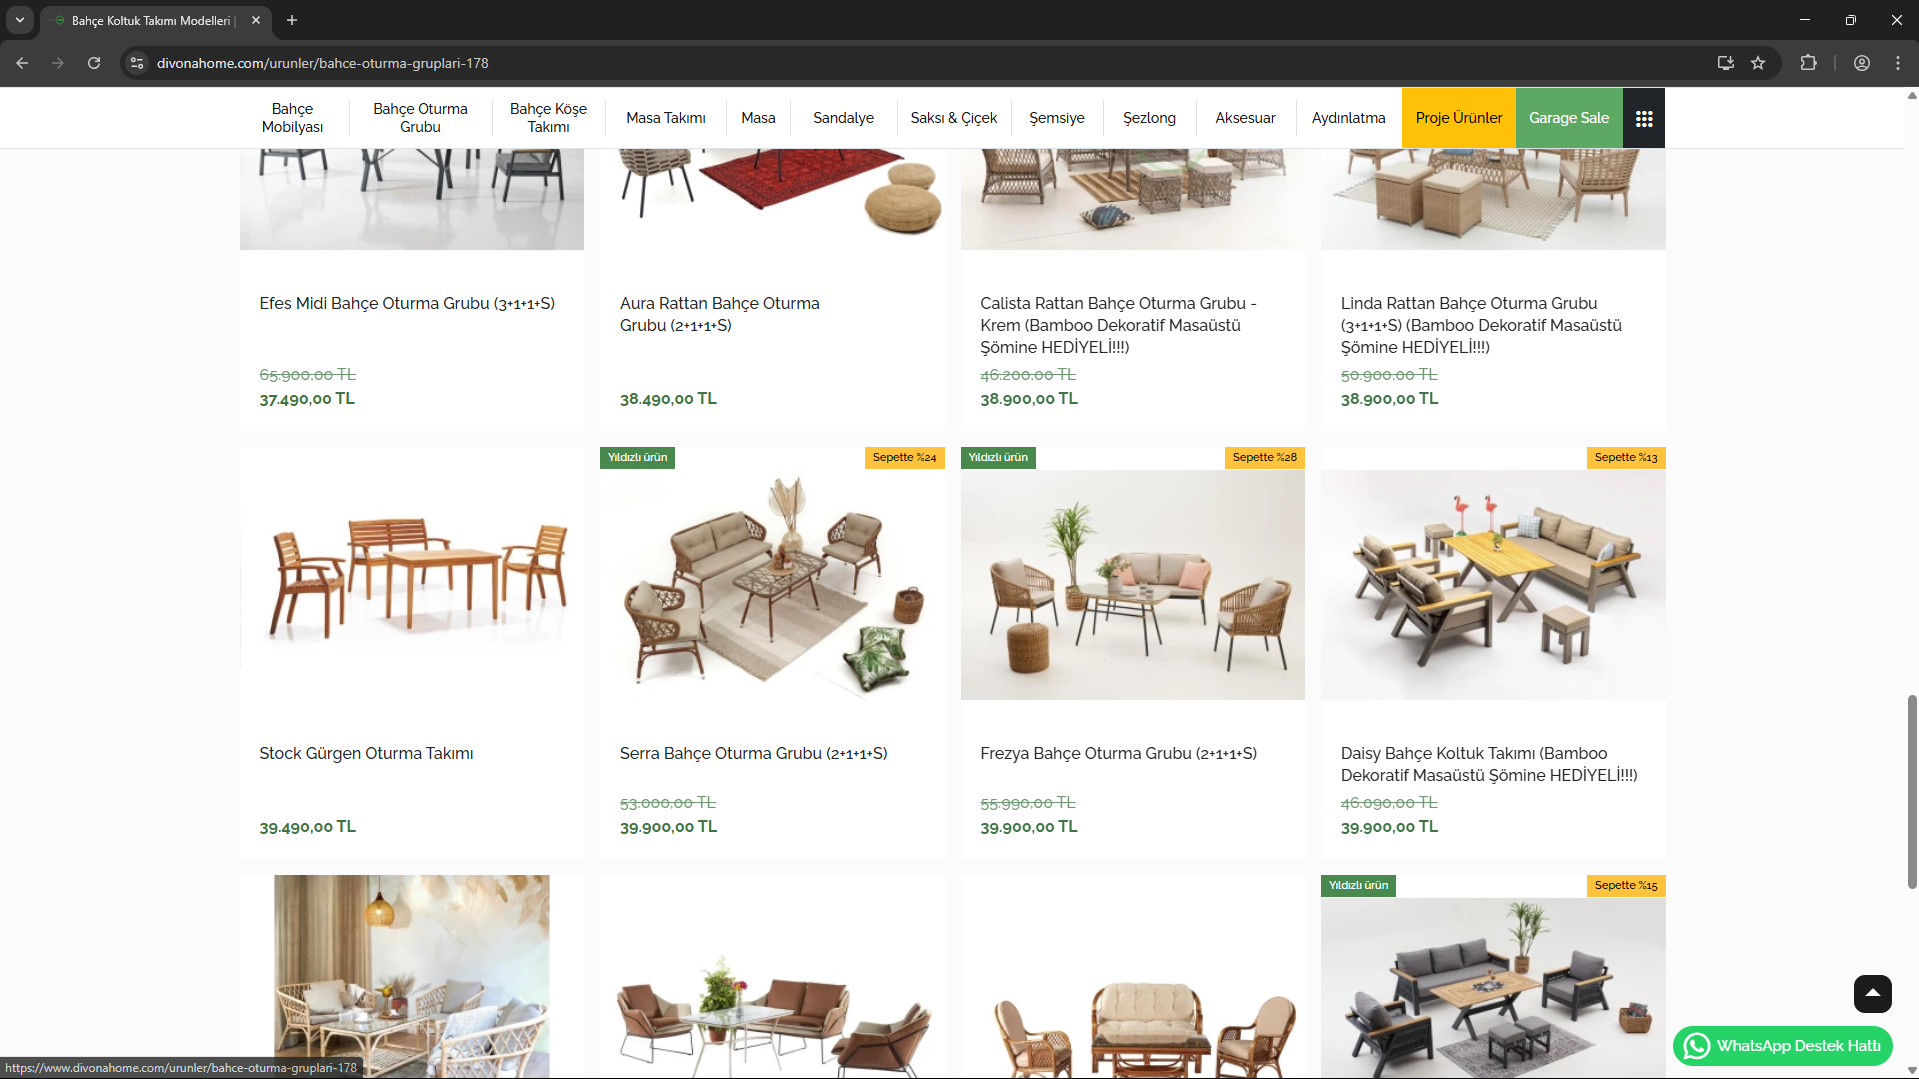 Bahçe Koltuk Takımı Modelleri |
divonahome.com/urunler/bahce-oturma-gruplari-178
Bahçe
Mobilyası
Bahçe Oturma
Grubu
Bahçe Köşe
Takımı
Masa Takımı
Masa
Sandalye
Saksı & Çiçek
Şemsiye
Şezlong
Aksesuar
Aydınlatma
Proje Ürünler
Garage Sale
Efes Midi Bahçe Oturma Grubu (3+1+1+S)
65.900,00 TL
37.490,00 TL
Aura Rattan Bahçe Oturma
Grubu (2+1+1+S)
38.490,00 TL
Calista Rattan Bahçe Oturma Grubu -
Krem (Bamboo Dekoratif Masaüstü
Şömine HEDİYELİ!!!)
46.200,00 TL
38.900,00 TL
Linda Rattan Bahçe Oturma Grubu
(3+1+1+S) (Bamboo Dekoratif Masaüstü
Şömine HEDİYELİ!!!)
50.900,00 TL
38.900,00 TL
Stock Gürgen Oturma Takımı
39.490,00 TL
Yıldızlı ürün
Sepette %24
Serra Bahçe Oturma Grubu (2+1+1+S)
53.000,00 TL
39.900,00 TL
Yıldızlı ürün
Sepette %28
Frezya Bahçe Oturma Grubu (2+1+1+S)
55.990,00 TL
39.900,00 TL
Sepette %13
Daisy Bahçe Koltuk Takımı (Bamboo
Dekoratif Masaüstü Şömine HEDİYELİ!!!)
46.090,00 TL
39.900,00 TL
Yıldızlı ürün
Sepette %15
WhatsApp Destek Hattı
https://www.divonahome.com/urunler/bahce-oturma-gruplari-178